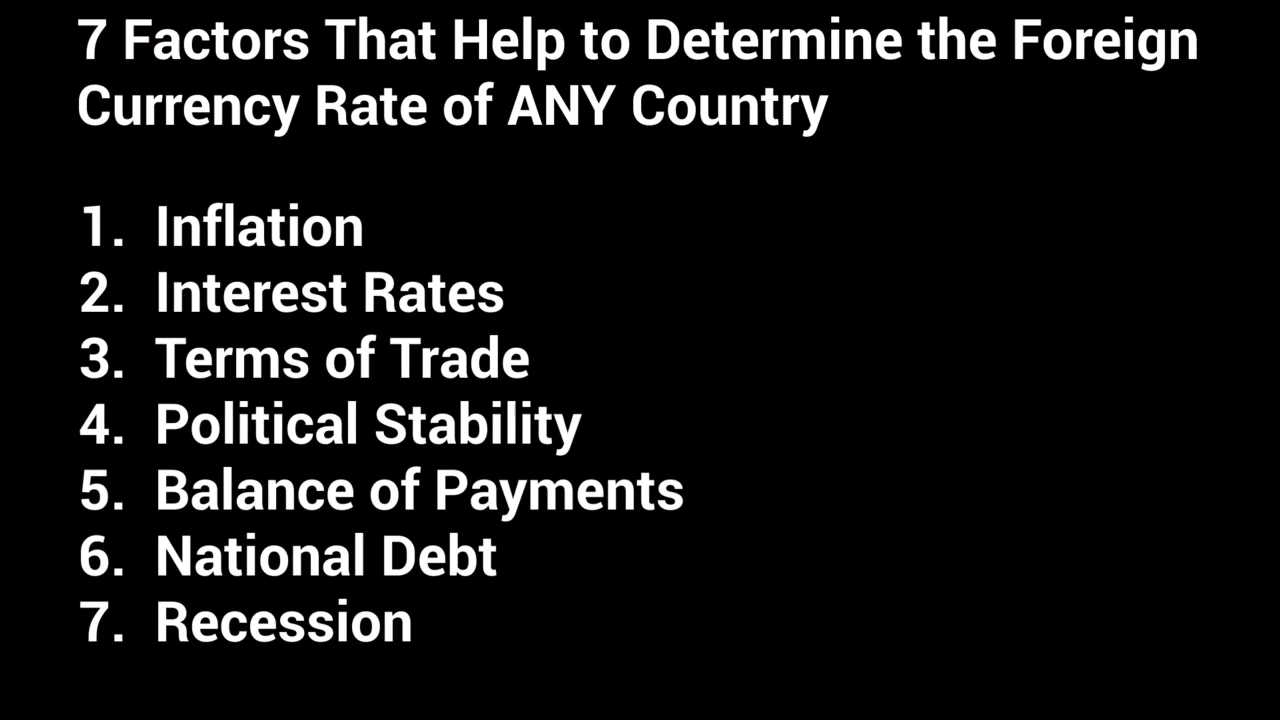 7 Factors That Help to Determine the Foreign
Currency Rate of ANY Country
1. Inflation
2. Interest Rates
3. Terms of Trade
4. Political Stability
5. Balance of Payments
6. National Debt
7. Recession